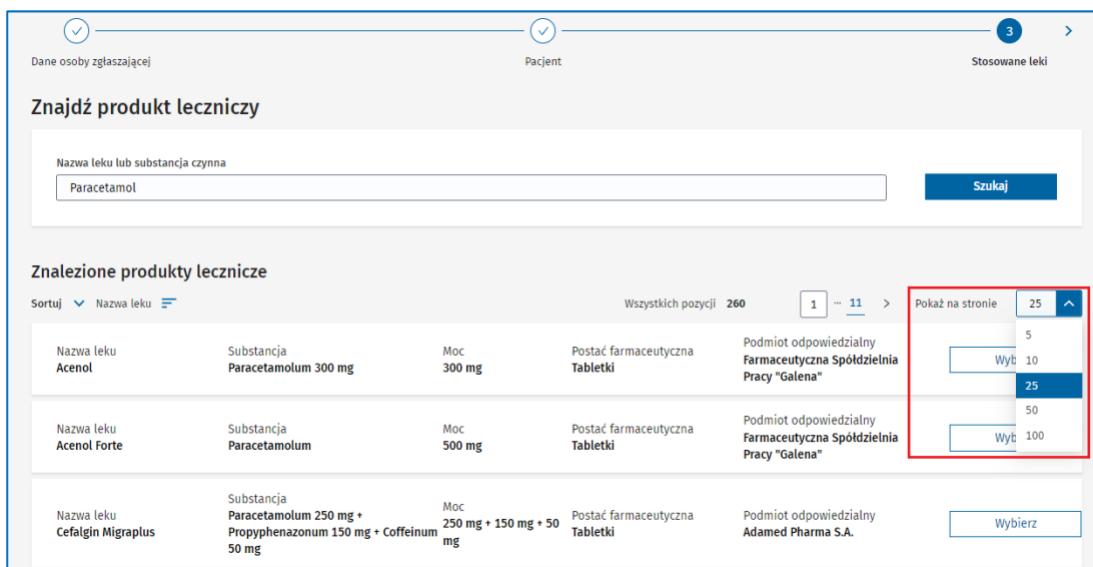 3
Dane osoby zgłaszającej
Pacjent
Stosowane leki
Znajdź produkt leczniczy
Nazwa leku lub substancja czynna
Paracetamol
Szukaj
Znalezione produkty lecznicze
Sortuj Nazwa leku Wszystkich pozycji 260 1 ... 11 > Pokaż na stronie 25
5
10
25
50
100
Nazwa leku
Acenol
Substancja
Paracetamolum 300 mg
Moc
300 mg
Postać farmaceutyczna
Tabletki
Podmiot odpowiedzialny
Farmaceutyczna Spółdzielnia
Pracy "Galena"
Wyb
Nazwa leku
Acenol Forte
Substancja
Paracetamolum
Moc
500 mg
Postać farmaceutyczna
Tabletki
Podmiot odpowiedzialny
Farmaceutyczna Spółdzielnia
Pracy "Galena"
Wyb
Nazwa leku
Cefalgin Migraplus
Substancja
Paracetamolum 250 mg +
Propyphenazonum 150 mg + Coffeinum
50 mg
Moc
250 mg + 150 mg + 50
mg
Postać farmaceutyczna
Tabletki
Podmiot odpowiedzialny
Adamed Pharma S.A.
Wybierz